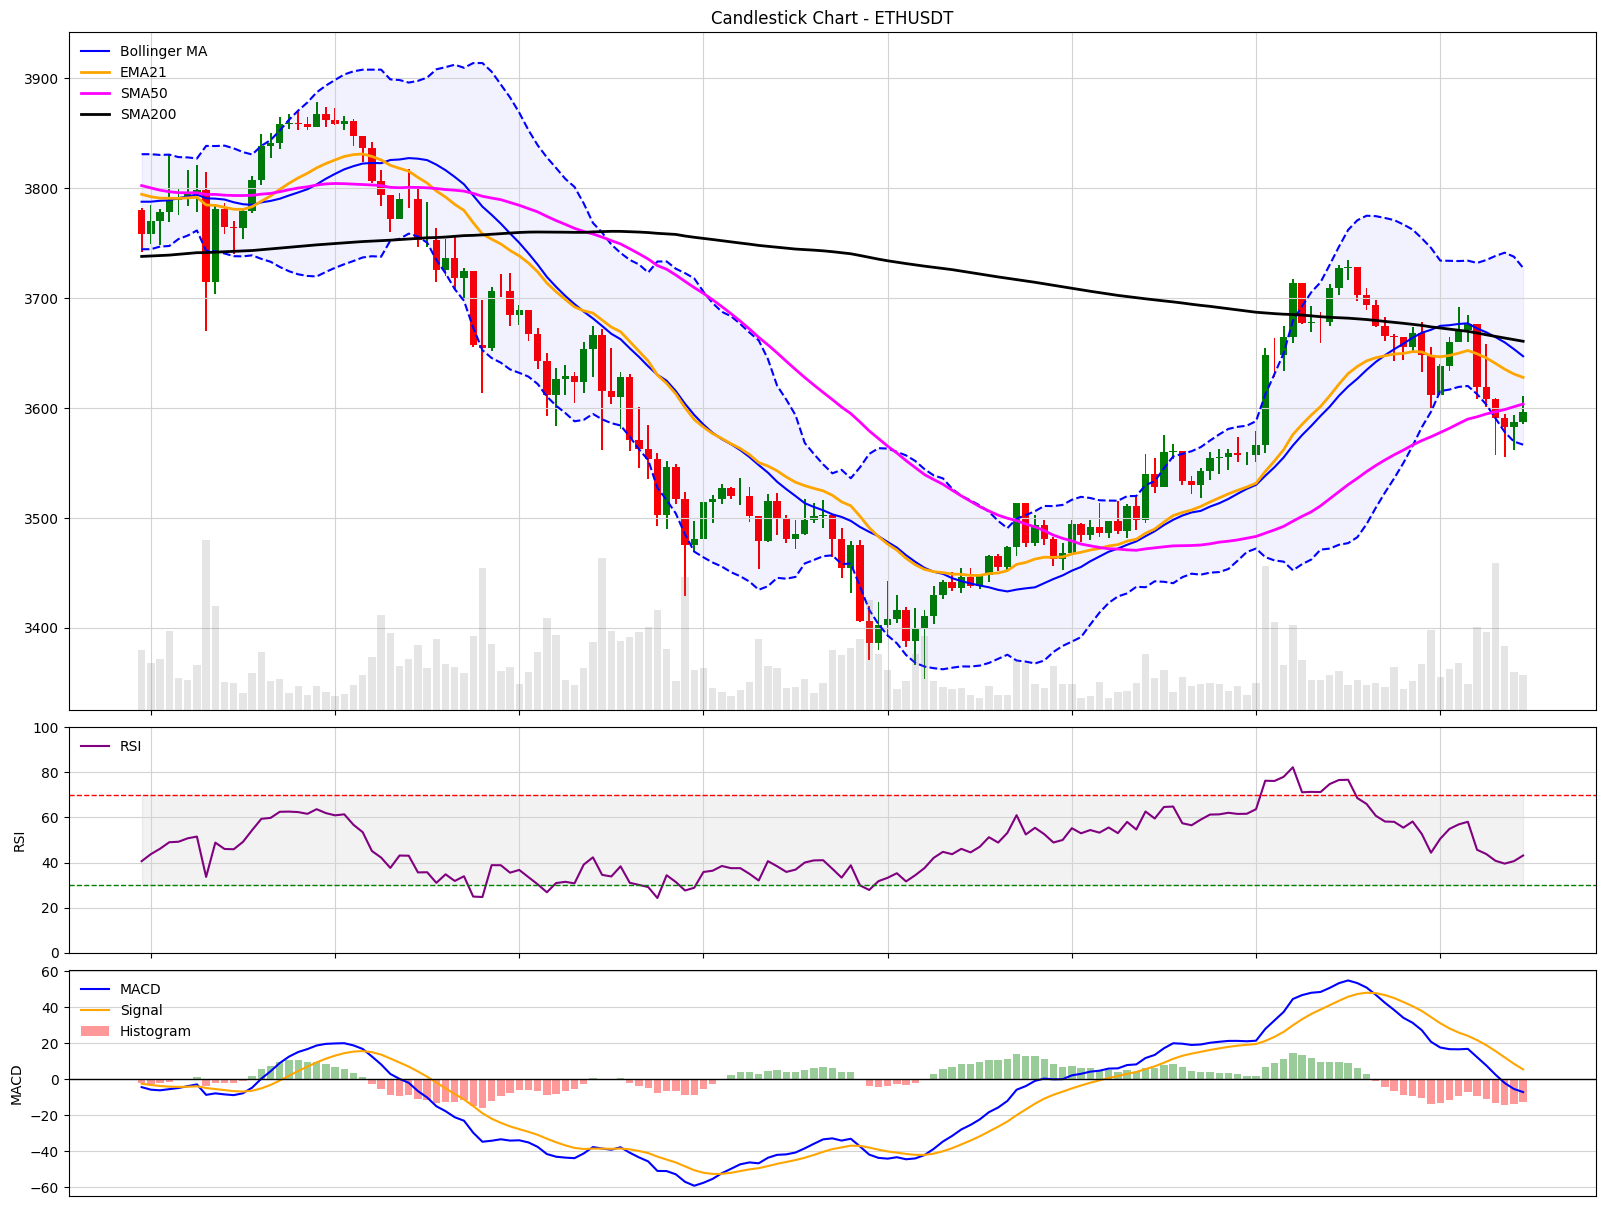 Candlestick Chart - ETHUSDT
Bollinger MA
EMA21
SMA50
SMA200
3900
3800
3700
3600
3500
3400
RSI
100
80
60
40
20
0
RSI
MACD
Signal
Histogram
60
40
20
0
−20
−40
−60
MACD